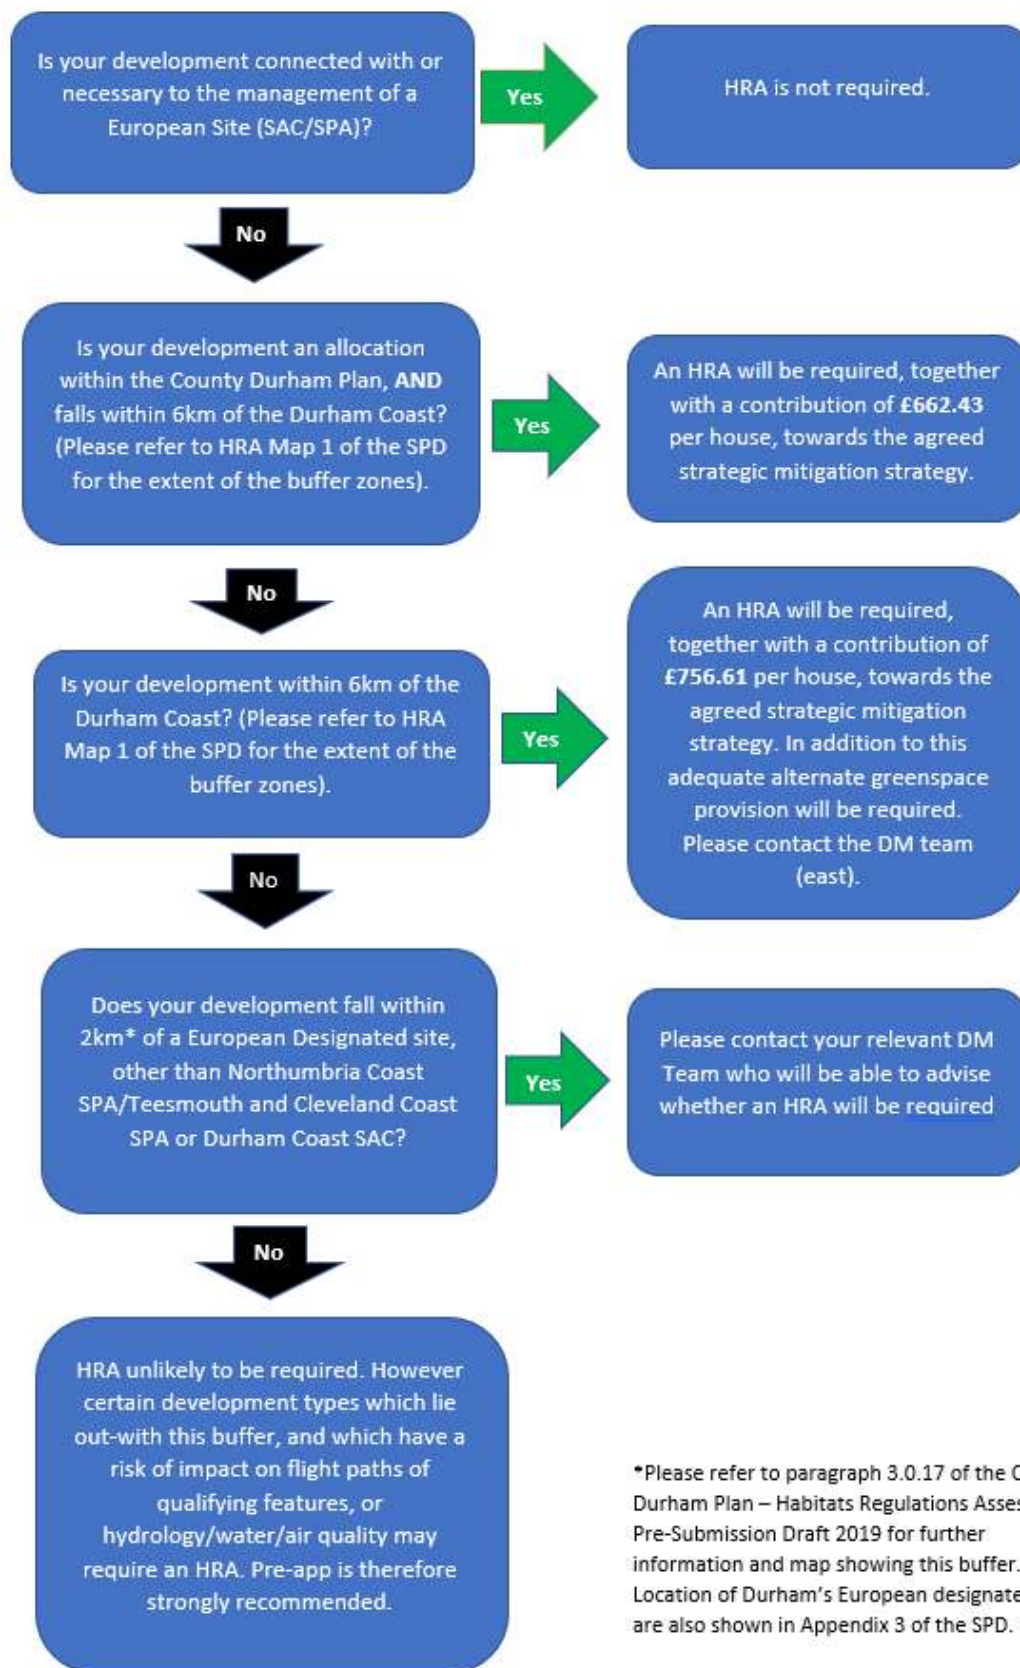 Is your development connected with or
necessary to the management of a
European Site (SAC/SPA)?
Yes
HRA is not required.
No
Is your development an allocation
within the County Durham Plan, AND
falls within 6km of the Durham Coast?
(Please refer to HRA Map 1 of the SPD
for the extent of the buffer zones).
Yes
An HRA will be required, together
with a contribution of £662.43
per house, towards the agreed
strategic mitigation strategy.
No
Is your development within 6km of the
Durham Coast? (Please refer to HRA
Map 1 of the SPD for the extent of the
buffer zones).
Yes
An HRA will be required,
together with a contribution of
£756.61 per house, towards the
agreed strategic mitigation
strategy. In addition to this
adequate alternate greenspace
provision will be required.
Please contact the DM team
(east).
No
Does your development fall within
2km* of a European Designated site,
other than Northumbria Coast
SPA/Teesmouth and Cleveland Coast
SPA or Durham Coast SAC?
Yes
Please contact your relevant DM
Team who will be able to advise
whether an HRA will be required
No
HRA unlikely to be required. However
certain development types which lie
out-with this buffer, and which have a
risk of impact on flight paths of
qualifying features, or
hydrology/water/air quality may
require an HRA. Pre-app is therefore
strongly recommended.
*Please refer to paragraph 3.0.17 of the
Durham Plan – Habitats Regulations
Pre-Submission Draft 2019 for further
information and map showing this buffer.
Location of Durham's European
are also shown in Appendix 3 of the SPD.